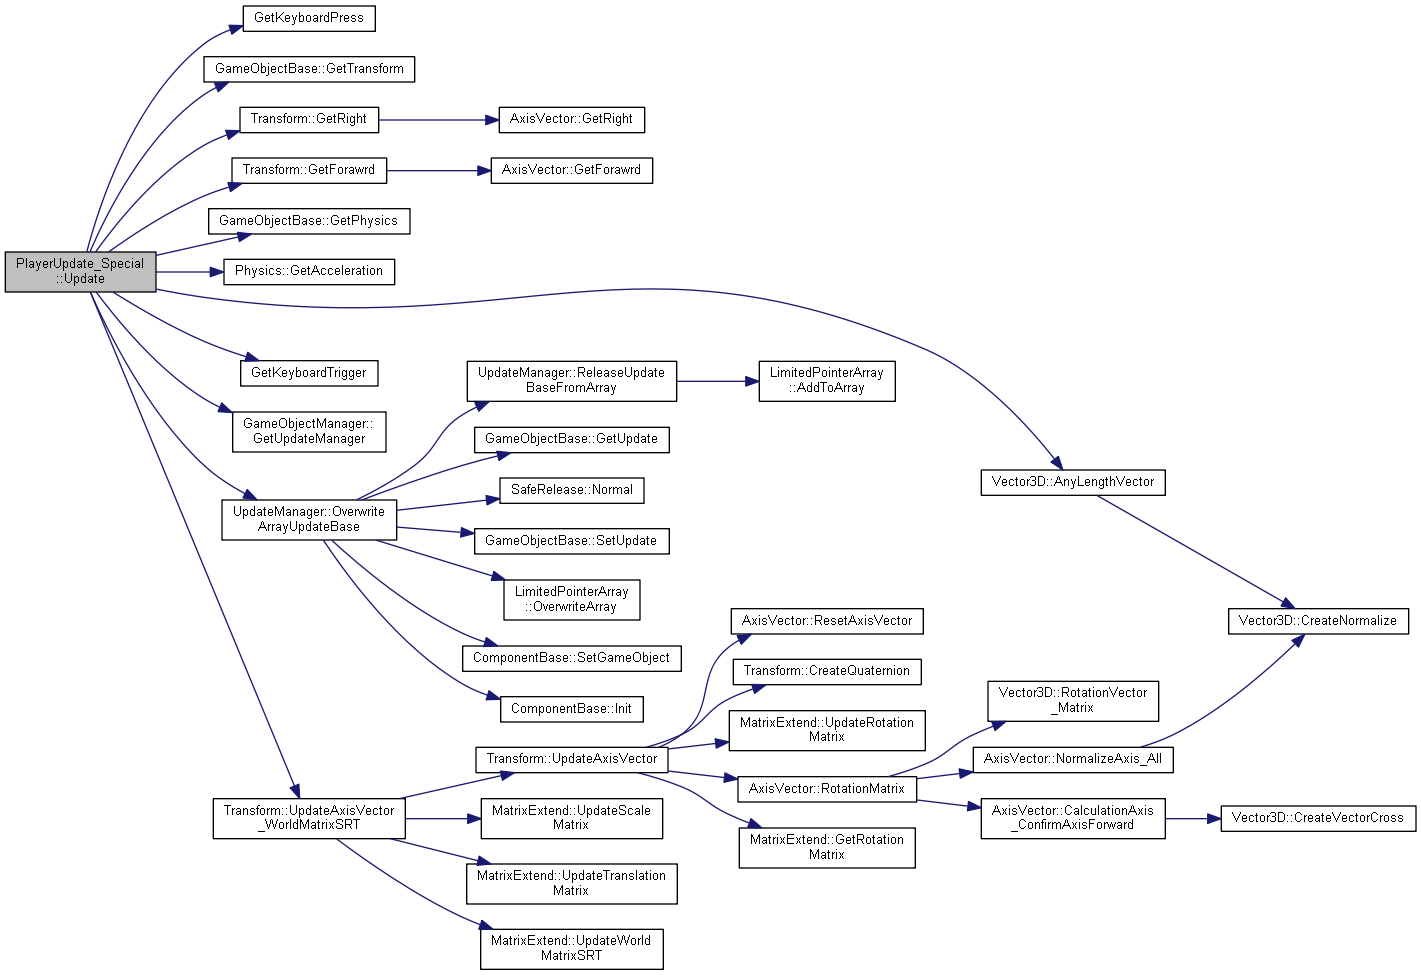 GetKeyboardPress
GameObjectBase::GetTransform
Transform::GetRight
AxisVector::GetRight
Transform::GetForawrd
AxisVector::GetForawrd
GameObjectBase::GetPhysics
PlayerUpdate_Special
::Update
Physics::GetAcceleration
GetKeyboardTrigger
UpdateManager::ReleaseUpdate
BaseFromArray
LimitedPointerArray
::AddToArray
GameObjectManager::
GetUpdateManager
GameObjectBase::GetUpdate
Vector3D::AnyLengthVector
SafeRelease::Normal
UpdateManager::Overwrite
ArrayUpdateBase
GameObjectBase::SetUpdate
LimitedPointerArray
::OverwriteArray
AxisVector::ResetAxisVector
Vector3D::CreateNormalize
ComponentBase::SetGameObject
Transform::CreateQuaternion
Vector3D::RotationVector
_Matrix
ComponentBase::Init
MatrixExtend::UpdateRotation
Matrix
Transform::UpdateAxisVector
AxisVector::NormalizeAxis_All
AxisVector::RotationMatrix
Transform::UpdateAxisVector
_WorldMatrixSRT
MatrixExtend::UpdateScale
Matrix
AxisVector::CalculationAxis
_ConfirmAxisForward
Vector3D::CreateVectorCross
MatrixExtend::GetRotation
Matrix
MatrixExtend::UpdateTranslation
Matrix
MatrixExtend::UpdateWorld
MatrixSRT